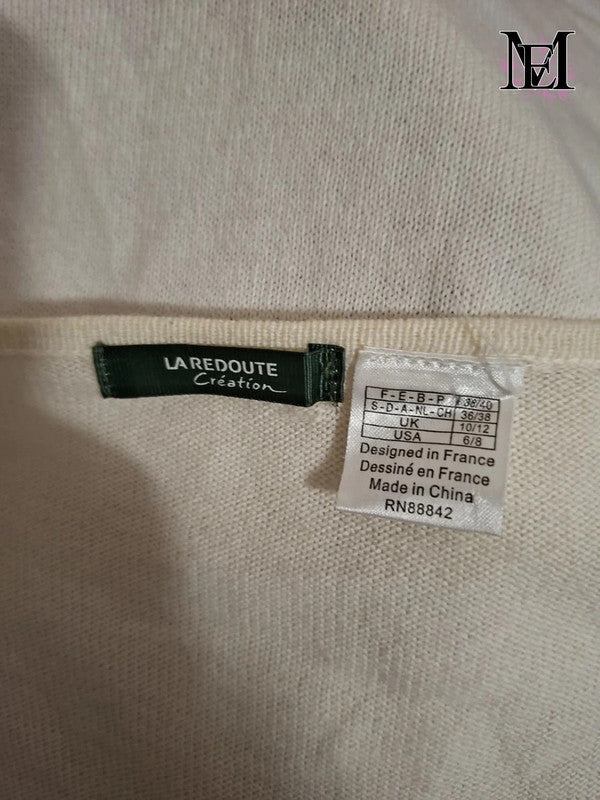 MEI
LA REDOUTE
Création
F-E-B-P 38/40
S-D-A-NL-CH 36/38
UK 10/12
USA 6/8
Designed in France
Dessiné en France
Made in China
RN88842